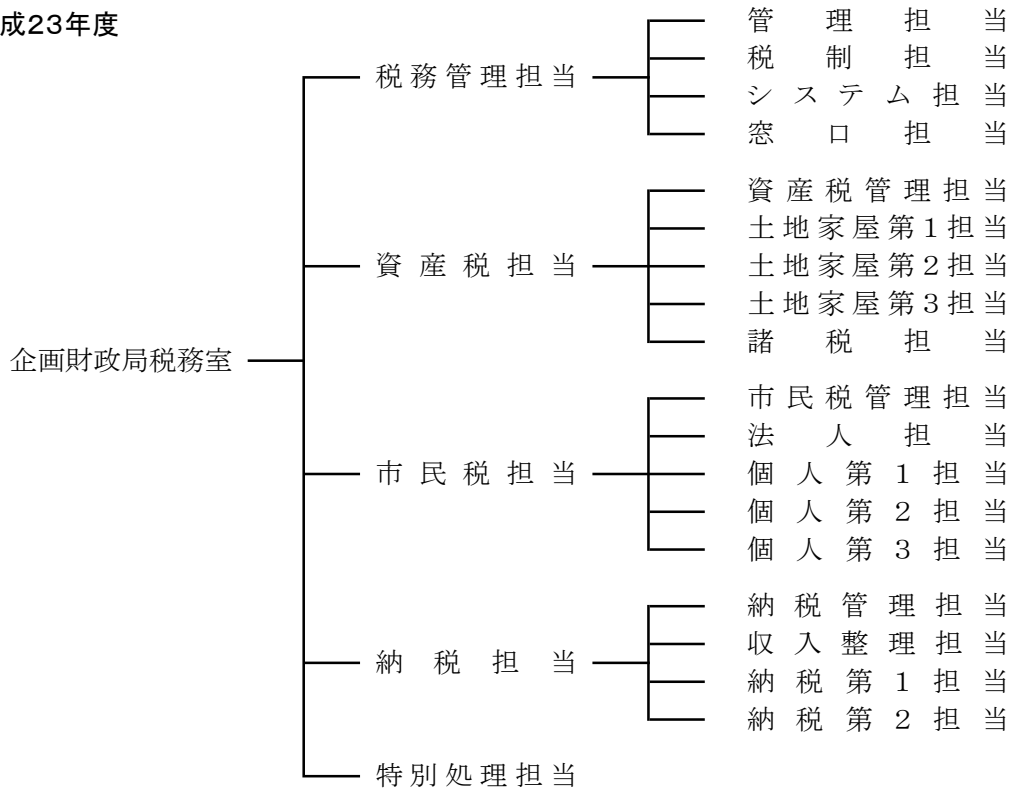 成23年度
企画財政局税務室
税務管理担当
管理担当
税制担当
システム担当
窓口担当
資産税担当
資産税管理担当
土地家屋第1担当
土地家屋第2担当
土地家屋第3担当
諸税担当
市民税担当
市民税管理担当
法人担当
個人第1担当
個人第2担当
個人第3担当
納税担当
納税管理担当
収入整理担当
納税第1担当
納税第2担当
特別処理担当